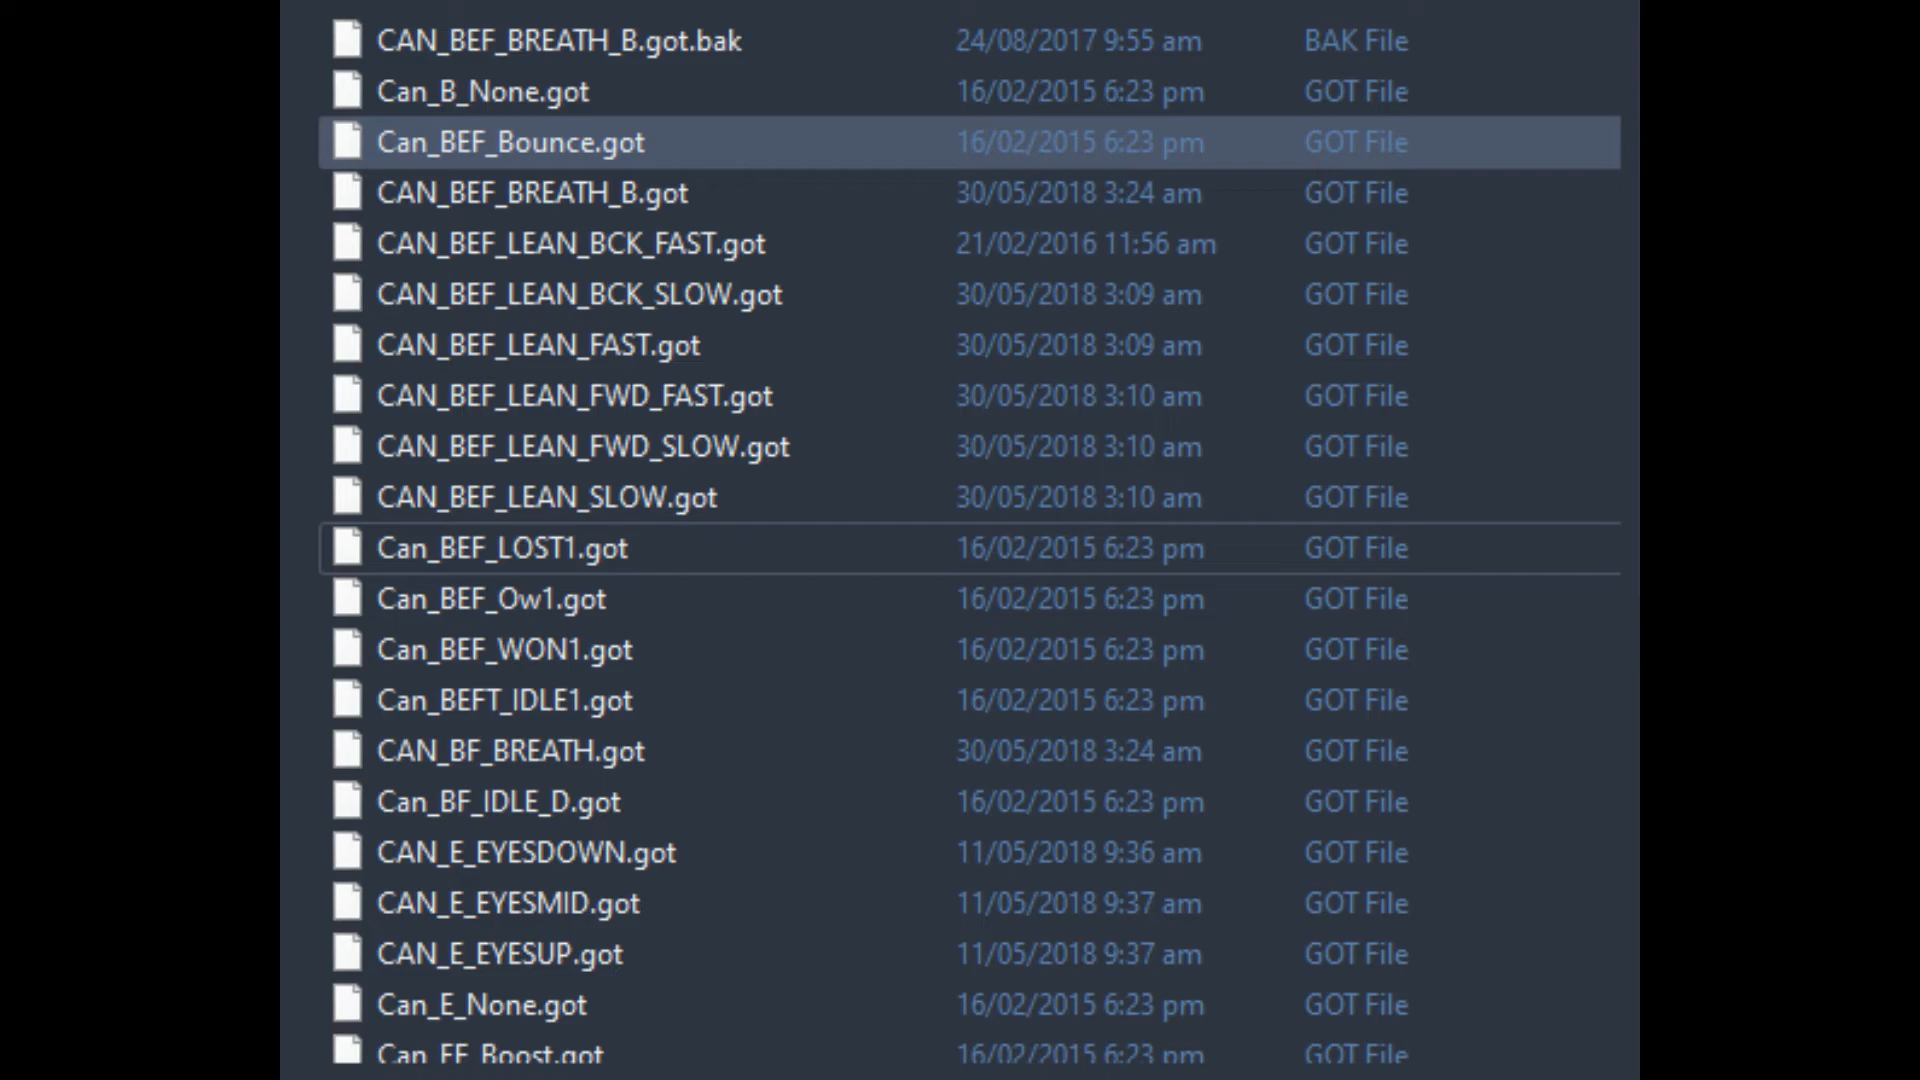 CAN_BEF_BREATH_B.got.bak 24/08/2017 9:55 am BAK File
Can_B_None.got 16/02/2015 6:23 pm GOT File
Can_BEF_Bounce.got 16/02/2015 6:23 pm GOT File
CAN_BEF_BREATH_B.got 30/05/2018 3:24 am GOT File
CAN_BEF_LEAN_BCK_FAST.got 21/02/2016 11:56 am GOT File
CAN_BEF_LEAN_BCK_SLOW.got 30/05/2018 3:09 am GOT File
CAN_BEF_LEAN_FAST.got 30/05/2018 3:09 am GOT File
CAN_BEF_LEAN_FWD_FAST.got 30/05/2018 3:10 am GOT File
CAN_BEF_LEAN_FWD_SLOW.got 30/05/2018 3:10 am GOT File
CAN_BEF_LEAN_SLOW.got 30/05/2018 3:10 am GOT File
Can_BEF_LOST1.got 16/02/2015 6:23 pm GOT File
Can_BEF_Ow1.got 16/02/2015 6:23 pm GOT File
Can_BEF_WON1.got 16/02/2015 6:23 pm GOT File
Can_BEFT_IDLE1.got 16/02/2015 6:23 pm GOT File
CAN_BF_BREATH.got 30/05/2018 3:24 am GOT File
Can_BF_IDLE_D.got 16/02/2015 6:23 pm GOT File
CAN_E_EYESDOWN.got 11/05/2018 9:36 am GOT File
CAN_E_EYESMID.got 11/05/2018 9:37 am GOT File
CAN_E_EYESUP.got 11/05/2018 9:37 am GOT File
Can_E_None.got 16/02/2015 6:23 pm GOT File
Can_EF_Boost.got 16/02/2015 6:23 pm GOT File